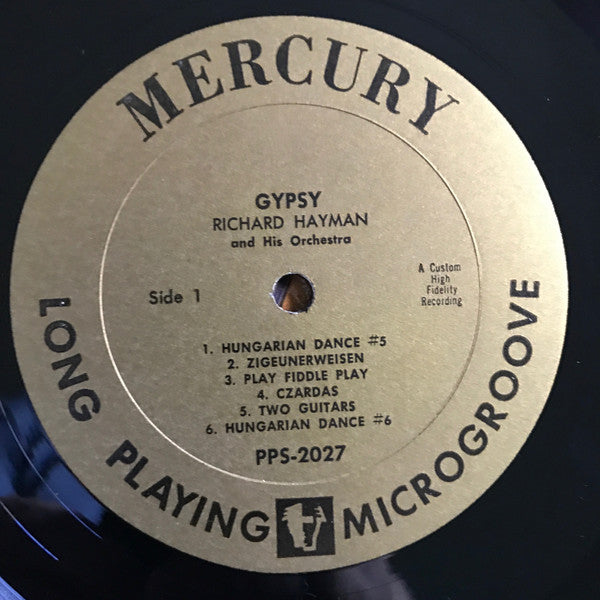 MERCURY
GYPSY
RICHARD HAYMAN
and His Orchestra
Side 1
A Custom
High
Fidelity
Recording
1. HUNGARIAN DANCE #5
2. ZIGEUNERWEISEN
3. PLAY FIDDLE PLAY
4. CZARDAS
5. TWO GUITARS
6. HUNGARIAN DANCE #6
PPS-2027
LONG PLAYING MICROGROOVE